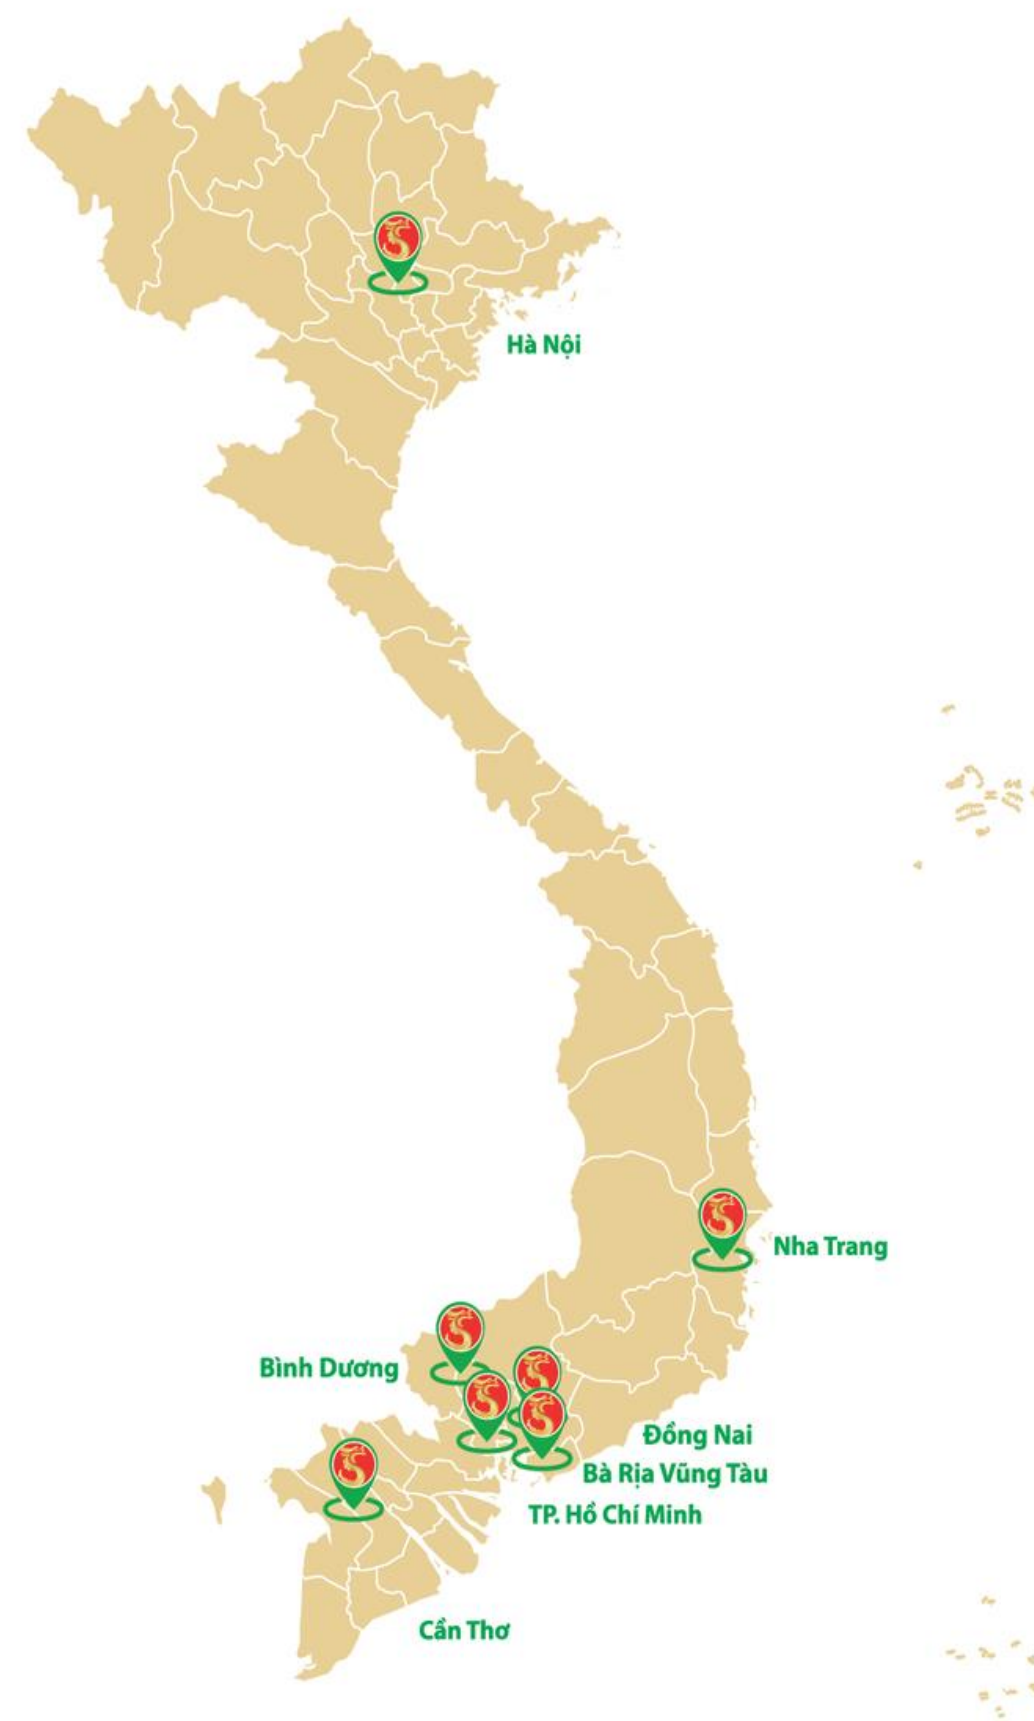 Hà Nội
Nha Trang
Bình Dương
Đồng Nai
Bà Rịa Vũng Tàu
TP. Hồ Chí Minh
Cần Thơ